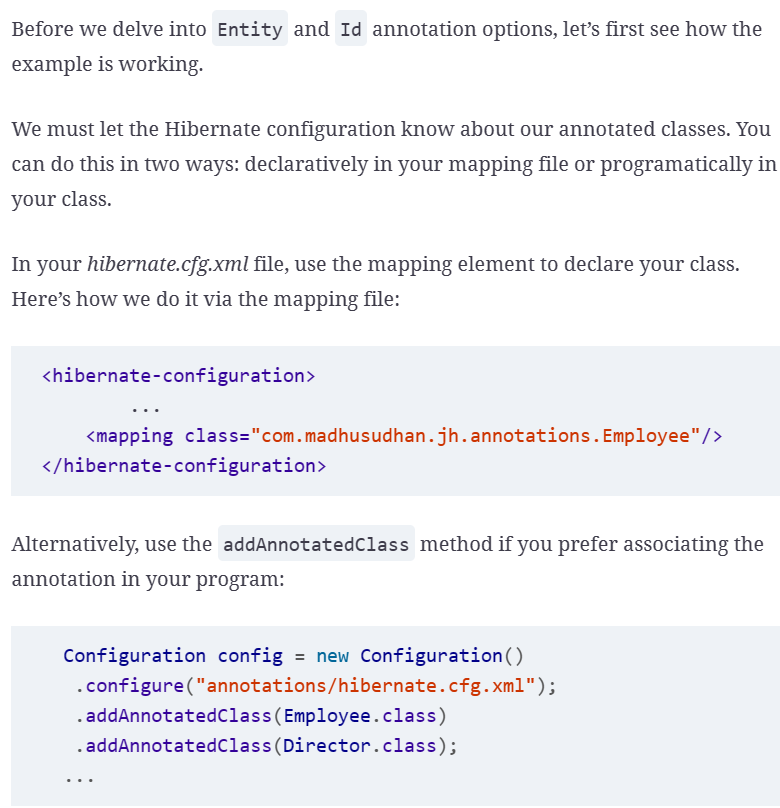 Before we delve into Entity and Id annotation options, let’s first see how the
example is working.
We must let the Hibernate configuration know about our annotated classes. You
can do this in two ways: declaratively in your mapping file or programatically in
your class.
In your hibernate.cfg.xml file, use the mapping element to declare your class.
Here’s how we do it via the mapping file:
<hibernate-configuration>
...
<mapping class="com.madhusudhan.jh.annotations.Employee"/>
</hibernate-configuration>
Alternatively, use the addAnnotatedClass method if you prefer associating the
annotation in your program:
Configuration config = new Configuration()
.configure("annotations/hibernate.cfg.xml");
.addAnnotatedClass(Employee.class)
.addAnnotatedClass(Director.class);
...